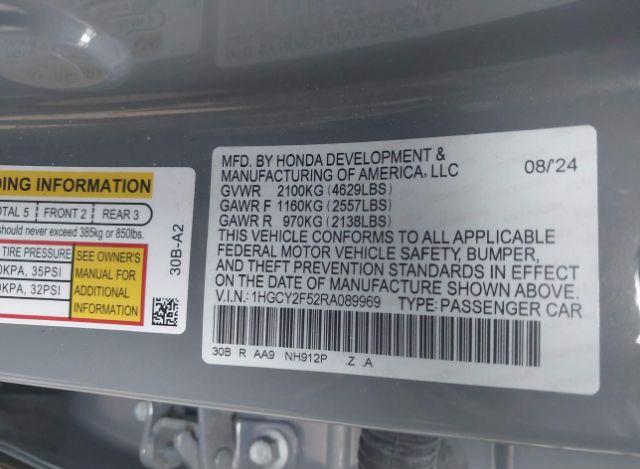 DING INFORMATION
OTAL 5 FRONT 2 REAR 3
should never exceed 385kg or 850lbs.
TIRE PRESSURE
0KPA, 35PSI
0KPA, 32PSI
SEE OWNER'S
MANUAL FOR
ADDITIONAL
INFORMATION
30B-A2
MFD. BY HONDA DEVELOPMENT &
MANUFACTURING OF AMERICA, LLC
08/24
GVWR 2100KG (4629LBS)
GAWR F 1160KG (2557LBS)
GAWR R 970KG (2138LBS)
THIS VEHICLE CONFORMS TO ALL APPLICABLE
FEDERAL MOTOR VEHICLE SAFETY, BUMPER,
AND THEFT PREVENTION STANDARDS IN EFFECT
ON THE DATE OF MANUFACTURE SHOWN ABOVE.
V.I.N.: 1HGCY2F52RA089969 TYPE: PASSENGER CAR
30B R AA9 NH912P .Z .A